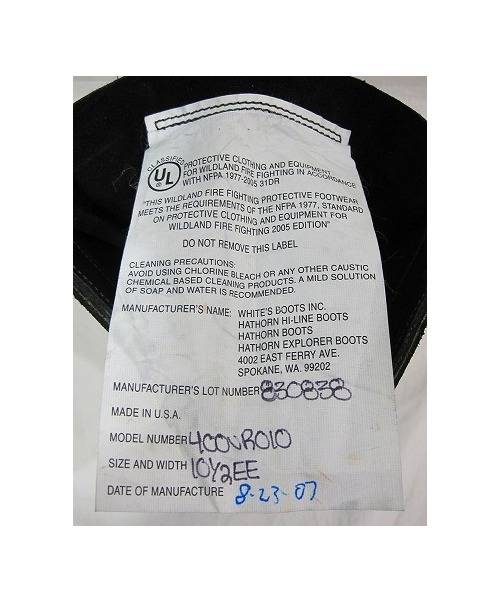 CLASSIFIED
UL
PROTECTIVE CLOTHING AND EQUIPMENT
FOR WILDLAND FIRE FIGHTING IN ACCORDANCE
WITH NFPA 1977-2005 31DR
"THIS WILDLAND FIRE FIGHTING PROTECTIVE FOOTWEAR
MEETS THE REQUIREMENTS OF THE NFPA 1977, STANDARD
ON PROTECTIVE CLOTHING AND EQUIPMENT FOR
WILDLAND FIRE FIGHTING 2005 EDITION"
DO NOT REMOVE THIS LABEL
CLEANING PRECAUTIONS:
AVOID USING CHLORINE BLEACH OR ANY OTHER CAUSTIC
CHEMICAL BASED CLEANING PRODUCTS. A MILD SOLUTION
OF SOAP AND WATER IS RECOMMENDED.
MANUFACTURER'S NAME: WHITE'S BOOTS INC.
HATHORN HI-LINE BOOTS
HATHORN BOOTS
HATHORN EXPLORER BOOTS
4002 EAST FERRY AVE.
SPOKANE, WA. 99202
MANUFACTURER'S LOT NUMBER 830838
MADE IN U.S.A.
MODEL NUMBER 400VR010
SIZE AND WIDTH 10 1/2 EE
DATE OF MANUFACTURE 8-23-07